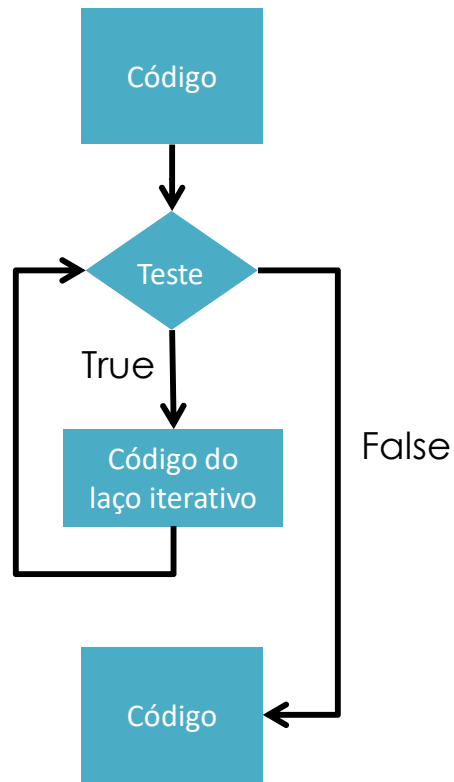 Código
Teste
True
False
Código do
laço iterativo
Código